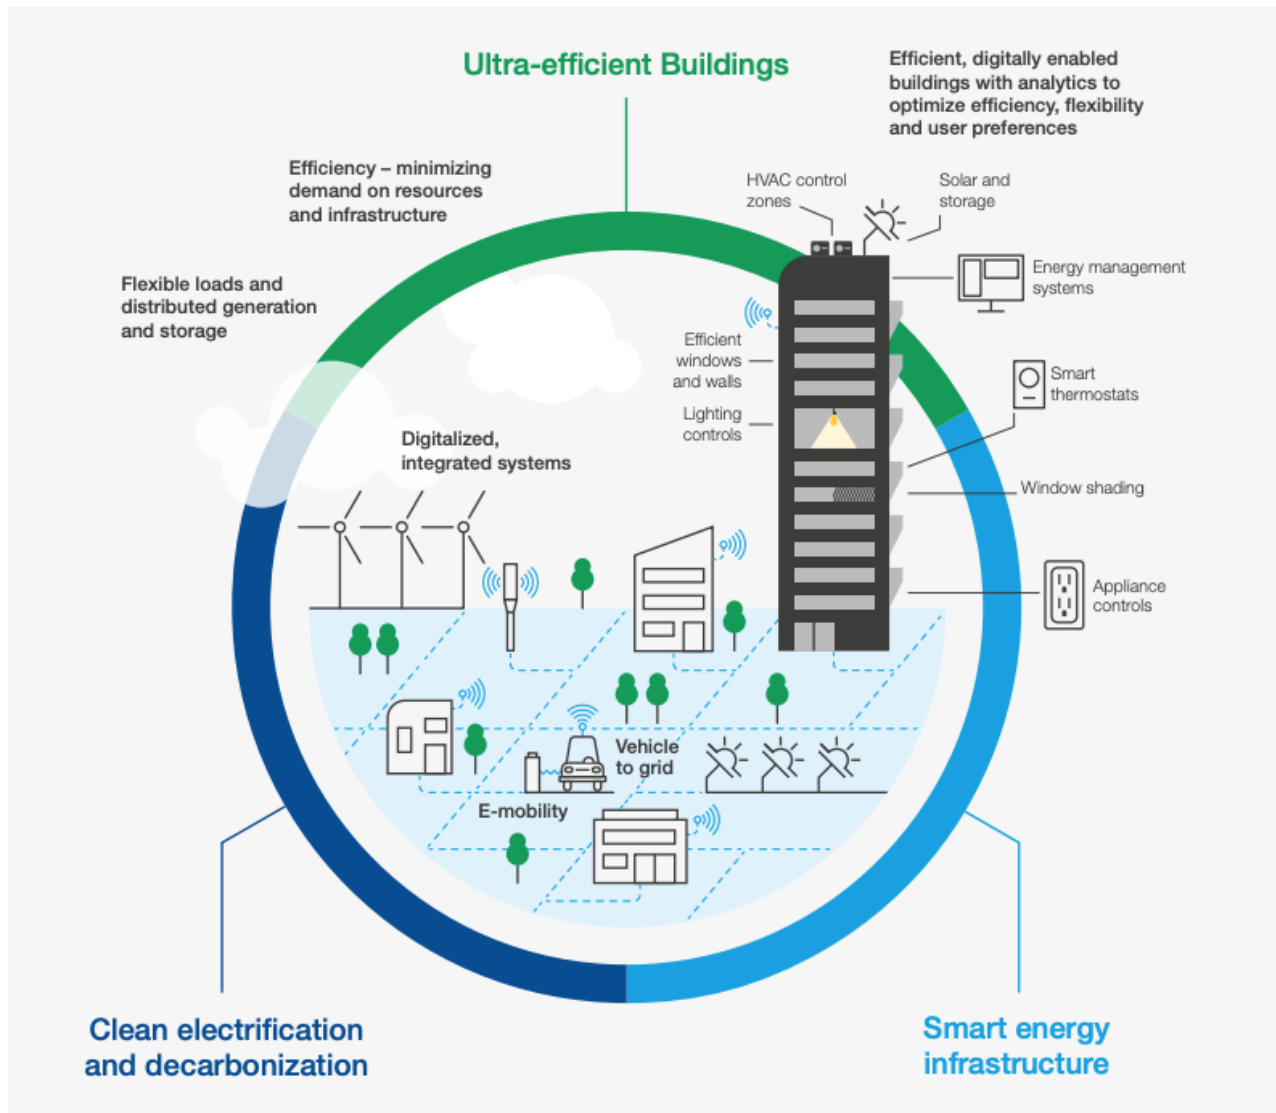 Ultra-efficient Buildings
Efficient, digitally enabled
buildings with analytics to
optimize efficiency, flexibility
and user preferences
Efficiency – minimizing
demand on resources
and infrastructure
HVAC control
zones
Solar and
storage
Flexible loads and
distributed generation
and storage
Energy management
systems
Efficient
windows
and walls
Smart
thermostats
Lighting
controls
Digitalized,
integrated systems
Window shading
Appliance
controls
Vehicle
to grid
E-mobility
Clean electrification
and decarbonization
Smart energy
infrastructure